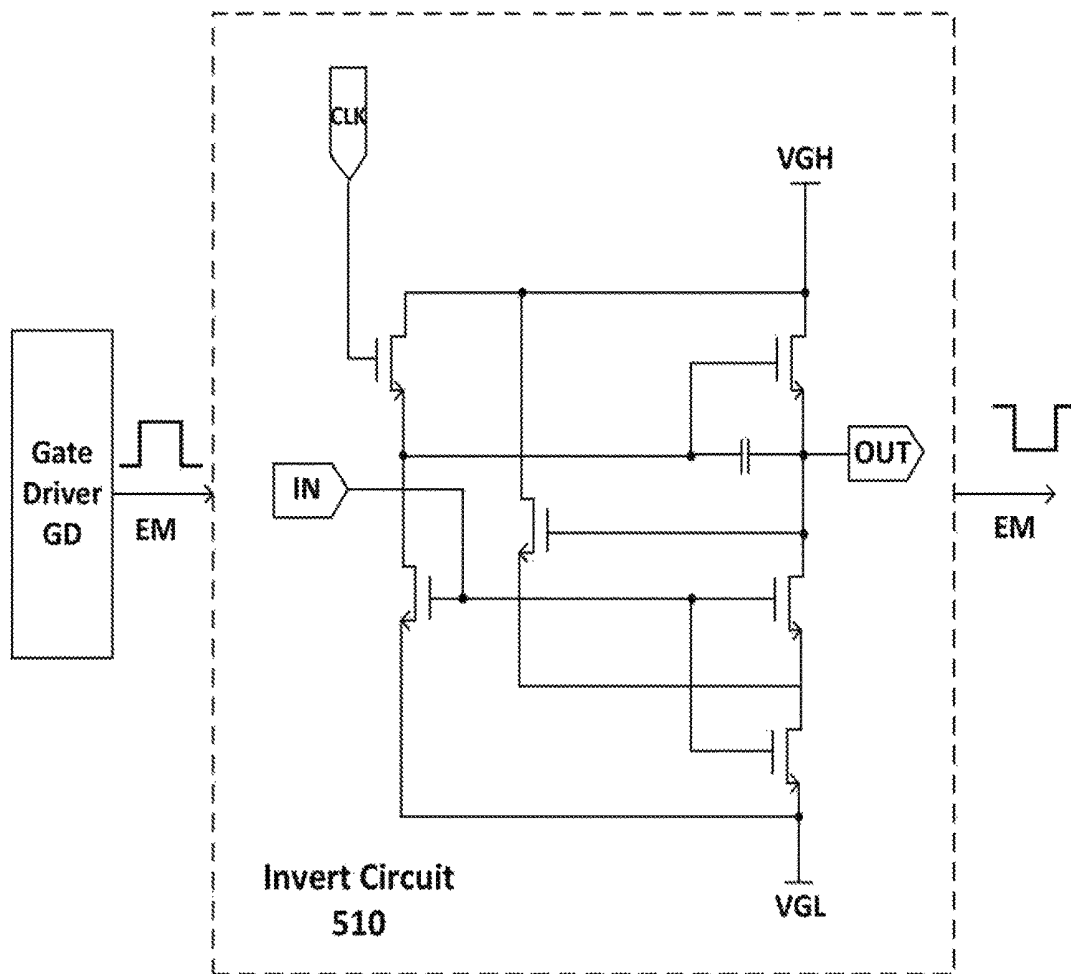 CLK
VGH
Gate
Driver
GD
EM
IN
OUT
EM
Invert Circuit
510
VGL